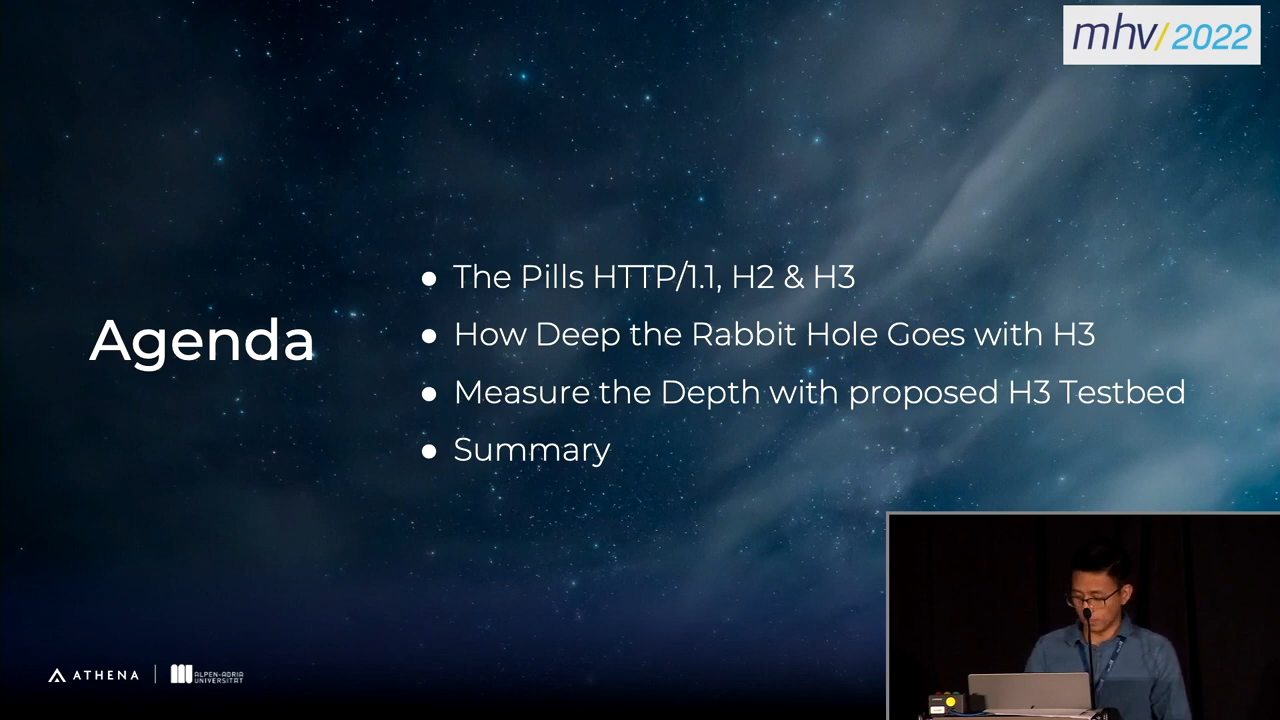 mhv/2022
Agenda
● The Pills HTTP/1.1, H2 & H3
● How Deep the Rabbit Hole Goes with H3
● Measure the Depth with proposed H3 Testbed
● Summary
ATHENA
ALPEN-ADRIA
UNIVERSITÄT